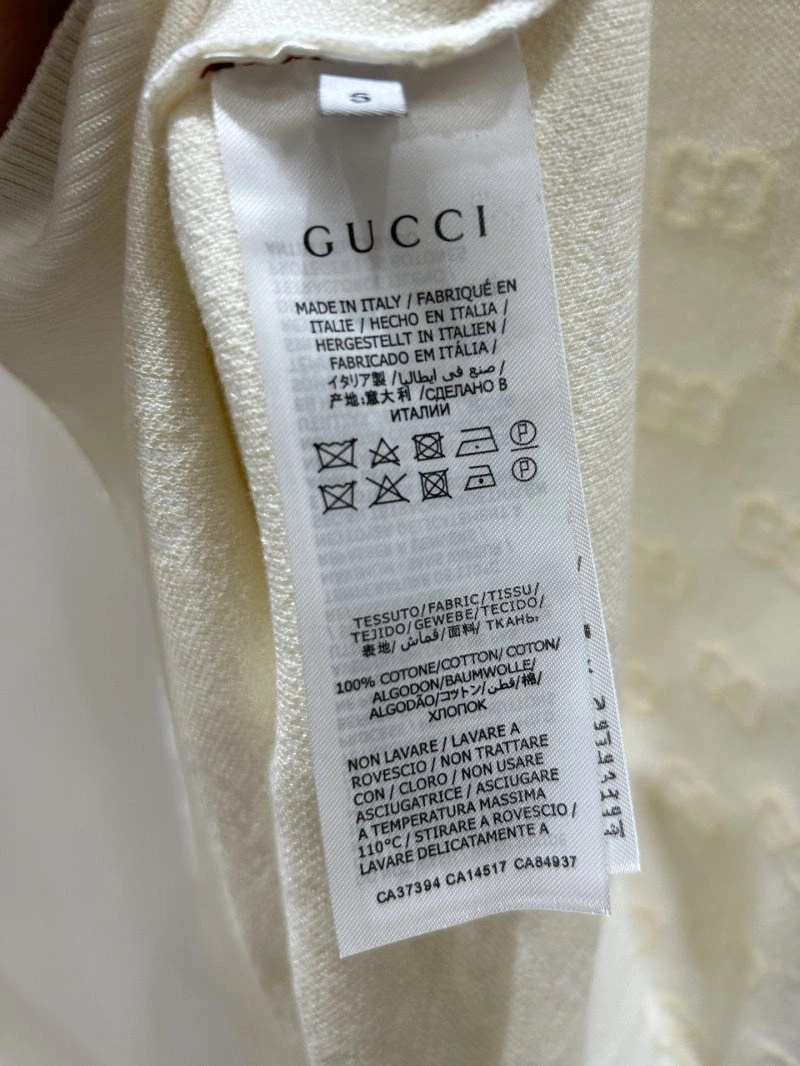 S
GUCCI
MADE IN ITALY / FABRIQUÉ EN
ITALIE / HECHO EN ITALIA /
HERGESTELLT IN ITALIEN /
FABRICADO EM ITÁLIA /
イタリア製 / صنع في ايطاليا /
产地:意大利 /СДЕЛАНО В
ИТАЛИИ
P
P
TESSUTO/FABRIC/TISSU/
TEJIDO/GEWEBE/TECIDO/
表地/ قماش /面料/ ТКАНЬ:
100% COTONE/COTTON/COTON/
ALGODON/BAUMWOLLE/
ALGODÃO/コットン/قطن/棉/
ХЛОПОК
NON LAVARE / LAVARE A
ROVESCIO / NON TRATTARE
CON / CLORO / NON USARE
ASCIUGATRICE / ASCIUGARE
A TEMPERATURA MASSIMA
110°C / STIRARE A ROVESCIO /
LAVARE DELICATAMENTE A
CA37394 CA14517 CA84937